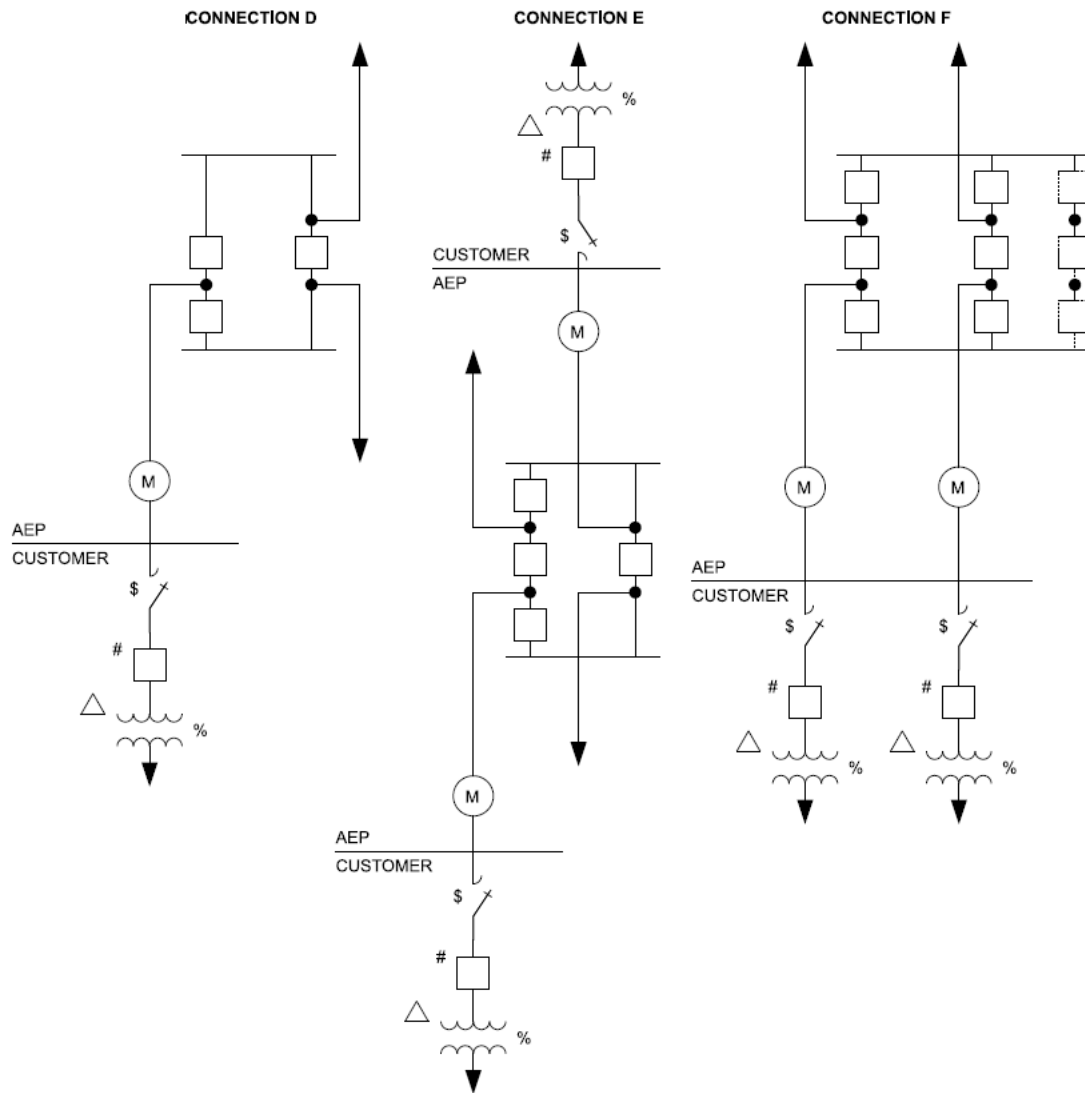 CONNECTION D
CONNECTION E
CONNECTION F
%
#
$
CUSTOMER
AEP
M
M
AEP
CUSTOMER
$
#
%
M
AEP
CUSTOMER
$
#
%
M
M
AEP
CUSTOMER
$
$
#
#
%
%